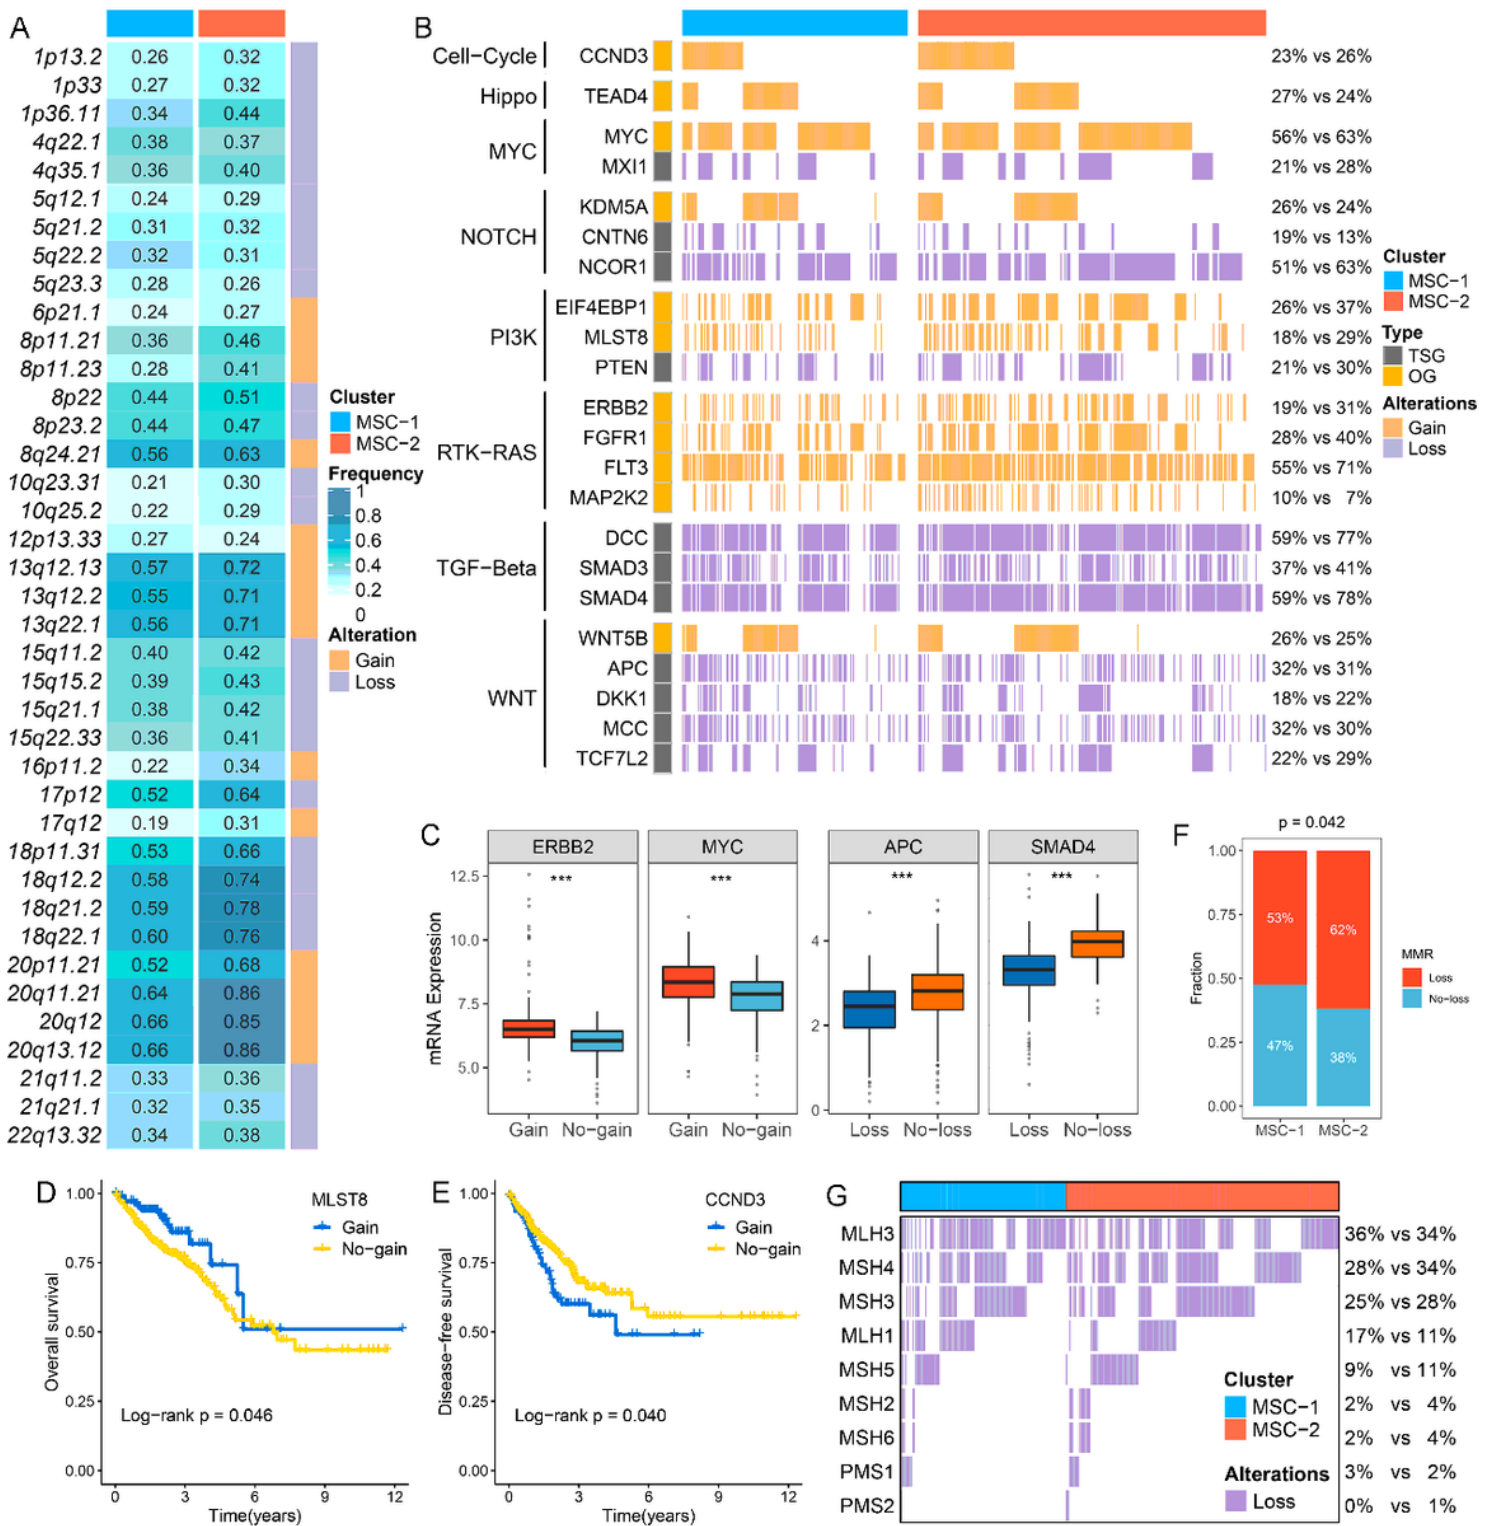 A
1p13.2 0.26 0.32
1p33 0.27 0.32
1p36.11 0.34 0.44
4q22.1 0.38 0.37
4q35.1 0.36 0.40
5q12.1 0.24 0.29
5q21.2 0.31 0.32
5q22.2 0.32 0.31
5q23.3 0.28 0.26
6p21.1 0.24 0.27
8p11.21 0.36 0.46
8p11.23 0.28 0.41
8p22 0.44 0.51
8p23.2 0.44 0.47
8q24.21 0.56 0.63
10q23.31 0.21 0.30
10q25.2 0.22 0.29
12p13.33 0.27 0.24
13q12.13 0.57 0.72
13q12.2 0.55 0.71
13q22.1 0.56 0.71
15q11.2 0.40 0.42
15q15.2 0.39 0.43
15q21.1 0.38 0.42
15q22.33 0.36 0.41
16p11.2 0.22 0.34
17p12 0.52 0.64
17q12 0.19 0.31
18p11.31 0.53 0.66
18q12.2 0.58 0.74
18q21.2 0.59 0.78
18q22.1 0.60 0.76
20p11.21 0.52 0.68
20q11.21 0.64 0.86
20q12 0.66 0.85
20q13.12 0.66 0.86
21q11.2 0.33 0.36
21q21.1 0.32 0.35
22q13.32 0.34 0.38
Cluster
MSC−1
MSC−2
Frequency
1
0.8
0.6
0.4
0.2
0
Alteration
Gain
Loss
B
Cell−Cycle
CCND3 23% vs 26%
Hippo
TEAD4 27% vs 24%
MYC
MYC 56% vs 63%
MXI1 21% vs 28%
NOTCH
KDM5A 26% vs 24%
CNTN6 19% vs 13%
NCOR1 51% vs 63%
PI3K
EIF4EBP1 26% vs 37%
MLST8 18% vs 29%
PTEN 21% vs 30%
RTK−RAS
ERBB2 19% vs 31%
FGFR1 28% vs 40%
FLT3 55% vs 71%
MAP2K2 10% vs 7%
TGF−Beta
DCC 59% vs 77%
SMAD3 37% vs 41%
SMAD4 59% vs 78%
WNT
WNT5B 26% vs 25%
APC 32% vs 31%
DKK1 18% vs 22%
MCC 32% vs 30%
TCF7L2 22% vs 29%
Cluster
MSC−1
MSC−2
Type
TSG
OG
Alterations
Gain
Loss
C
ERBB2 MYC APC SMAD4
*** *** *** ***
mRNA Expression
12.5
10.0
7.5
5.0
4
2
0
Gain No−gain Gain No−gain Loss No−loss Loss No−loss
F
p = 0.042
Fraction
1.00
0.75
0.50
0.25
0.00
53% 62%
47% 38%
MSC−1 MSC−2
MMR
Loss
No−loss
D
MLST8
Gain
No−gain
Overall survival
1.00
0.75
0.50
0.25
0.00
Log−rank p = 0.046
0 3 6 9 12
Time(years)
E
CCND3
Gain
No−gain
Disease−free survival
1.00
0.75
0.50
0.25
0.00
Log−rank p = 0.040
0 3 6 9 12
Time(years)
G
MLH3 36% vs 34%
MSH4 28% vs 34%
MSH3 25% vs 28%
MLH1 17% vs 11%
MSH5 9% vs 11%
MSH2 2% vs 4%
MSH6 2% vs 4%
PMS1 3% vs 2%
PMS2 0% vs 1%
Cluster
MSC−1
MSC−2
Alterations
Loss